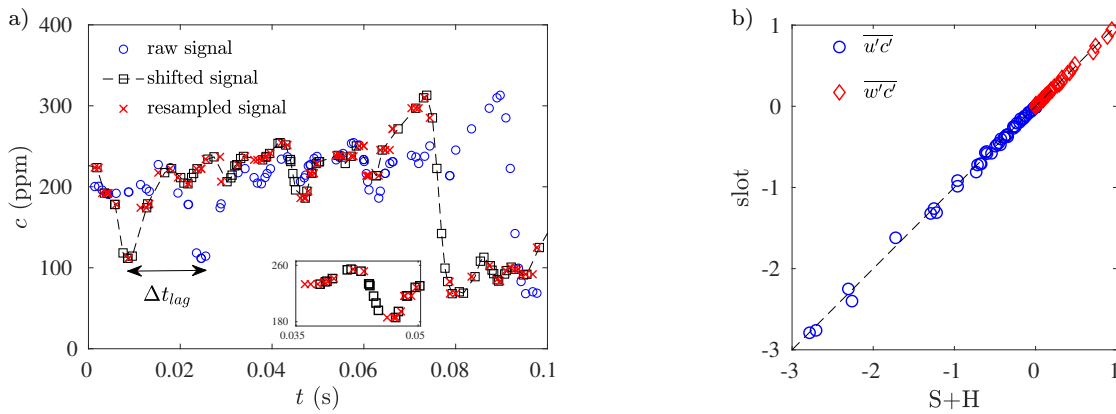 a)
400
300
200
100
0
c (ppm)
raw signal
shifted signal
resampled signal
Δt_lag
260
180
0.035
0.05
0
0.02
0.04
0.06
0.08
0.1
t (s)
b)
1
0
-1
-2
-3
slot
u′c′
w′c′
-3
-2
-1
0
1
S+H